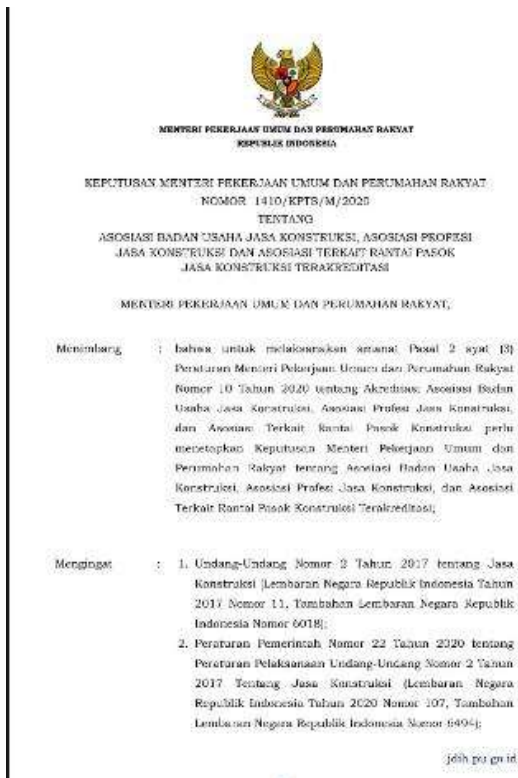 MENTERI PEKERJAAN UMUM DAN PERUMAHAN RAKYAT
REPUBLIK INDONESIA
KEPUTUSAN MENTERI PEKERJAAN UMUM DAN PERUMAHAN RAKYAT
NOMOR 1410/KPTS/M/2020
TENTANG
ASOSIASI BADAN USAHA JASA KONSTRUKSI, ASOSIASI PROFESI
JASA KONSTRUKSI DAN ASOSIASI TERKAIT RANTAI PASOK
JASA KONSTRUKSI TERAKREDITASI
MENTERI PEKERJAAN UMUM DAN PERUMAHAN RAKYAT,
Menimbang : bahwa untuk melaksanakan amanat Pasal 2 ayat (3)
Peraturan Menteri Pekerjaan Umum dan Perumahan Rakyat
Nomor 10 Tahun 2020 tentang Akreditasi Asosiasi Badan
Usaha Jasa Konstruksi, Asosiasi Profesi Jasa Konstruksi,
dan Asosiasi Terkait Rantai Pasok Konstruksi perlu
menetapkan Keputusan Menteri Pekerjaan Umum dan
Perumahan Rakyat tentang Asosiasi Badan Usaha Jasa
Konstruksi, Asosiasi Profesi Jasa Konstruksi, dan Asosiasi
Terkait Rantai Pasok Konstruksi Terakreditasi;
Mengingat : 1. Undang-Undang Nomor 2 Tahun 2017 tentang Jasa
Konstruksi (Lembaran Negara Republik Indonesia Tahun
2017 Nomor 11, Tambahan Lembaran Negara Republik
Indonesia Nomor 6018);
2. Peraturan Pemerintah Nomor 22 Tahun 2020 tentang
Peraturan Pelaksanaan Undang-Undang Nomor 2 Tahun
2017 Tentang Jasa Konstruksi (Lembaran Negara
Republik Indonesia Tahun 2020 Nomor 107, Tambahan
Lembaran Negara Republik Indonesia Nomor 6494);
jdih.pu.go.id